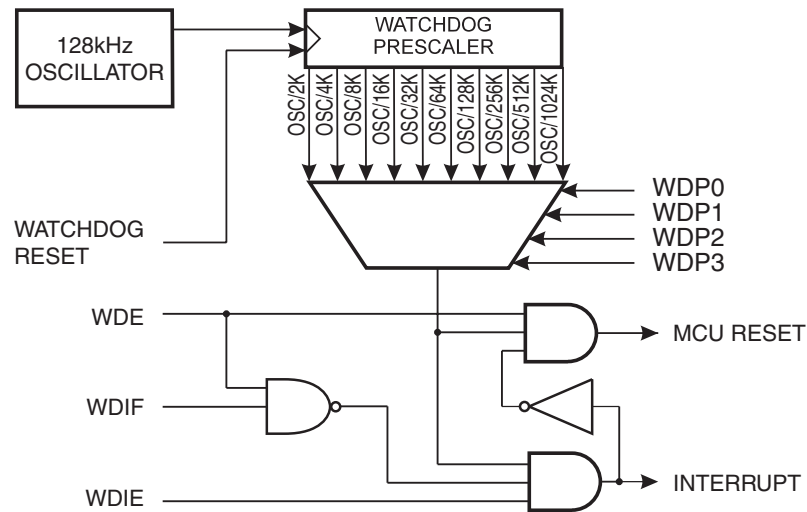 128kHz
OSCILLATOR
WATCHDOG
PRESCALER
OSC/2K
OSC/4K
OSC/8K
OSC/16K
OSC/32K
OSC/64K
OSC/128K
OSC/256K
OSC/512K
OSC/1024K
WDP0
WDP1
WDP2
WDP3
WATCHDOG
RESET
WDE
MCU RESET
WDIF
INTERRUPT
WDIE